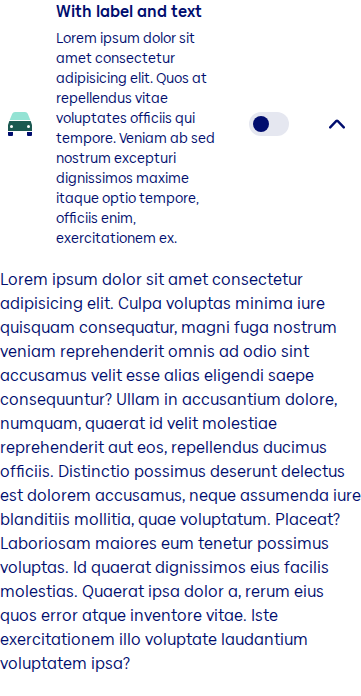 With label and text
Lorem ipsum dolor sit
amet consectetur
adipisicing elit. Quos at
repellendus vitae
voluptates officiis qui
tempore. Veniam ab sed
nostrum excepturi
dignissimos maxime
itaque optio tempore,
officiis enim,
exercitationem ex.
Lorem ipsum dolor sit amet consectetur
adipisicing elit. Culpa voluptas minima iure
quisquam consequatur, magni fuga nostrum
veniam reprehenderit omnis ad odio sint
accusamus velit esse alias eligendi saepe
consequuntur? Ullam in accusantium dolore,
numquam, quaerat id velit molestiae
reprehenderit aut eos, repellendus ducimus
officiis. Distinctio possimus deserunt delectus
est dolorem accusamus, neque assumenda iure
blanditiis mollitia, quae voluptatum. Placeat?
Laboriosam maiores eum tenetur possimus
voluptas. Id quaerat dignissimos eius facilis
molestias. Quaerat ipsa dolor a, rerum eius
quos error atque inventore vitae. Iste
exercitationem illo voluptate laudantium
voluptatem ipsa?